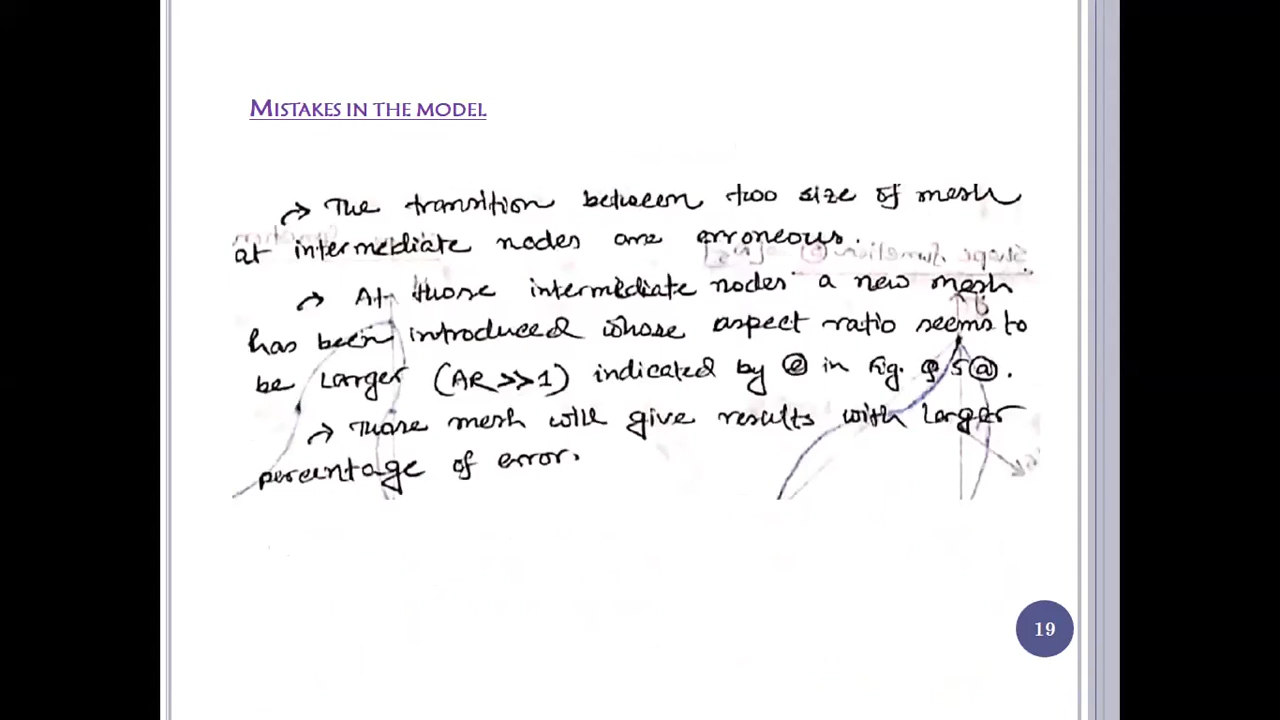 MISTAKES IN THE MODEL
→ The transition between two size of mesh
at intermediate nodes are erroneous.
→ At those intermediate nodes a new mesh
has been introduced whose aspect ratio seems to
be larger (AR>>1) indicated by ⓔ in Fig. 5ⓐ.
→ Those mesh will give results with larger
percentage of error.
19